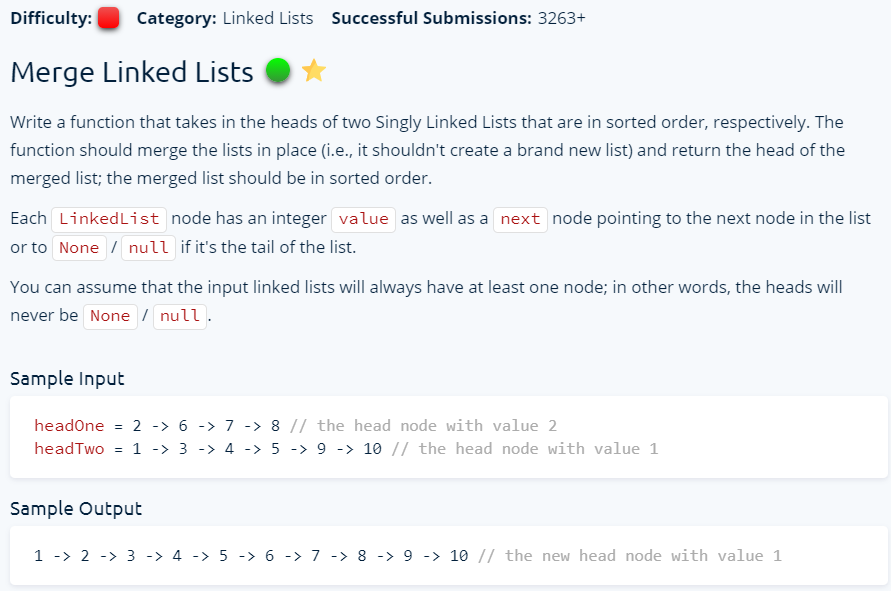 Difficulty: Category: Linked Lists Successful Submissions: 3263+
Merge Linked Lists
Write a function that takes in the heads of two Singly Linked Lists that are in sorted order, respectively. The
function should merge the lists in place (i.e., it shouldn't create a brand new list) and return the head of the
merged list; the merged list should be in sorted order.
Each LinkedList node has an integer value as well as a next node pointing to the next node in the list
or to None / null if it's the tail of the list.
You can assume that the input linked lists will always have at least one node; in other words, the heads will
never be None / null.
Sample Input
headOne = 2 -> 6 -> 7 -> 8 // the head node with value 2
headTwo = 1 -> 3 -> 4 -> 5 -> 9 -> 10 // the head node with value 1
Sample Output
1 -> 2 -> 3 -> 4 -> 5 -> 6 -> 7 -> 8 -> 9 -> 10 // the new head node with value 1